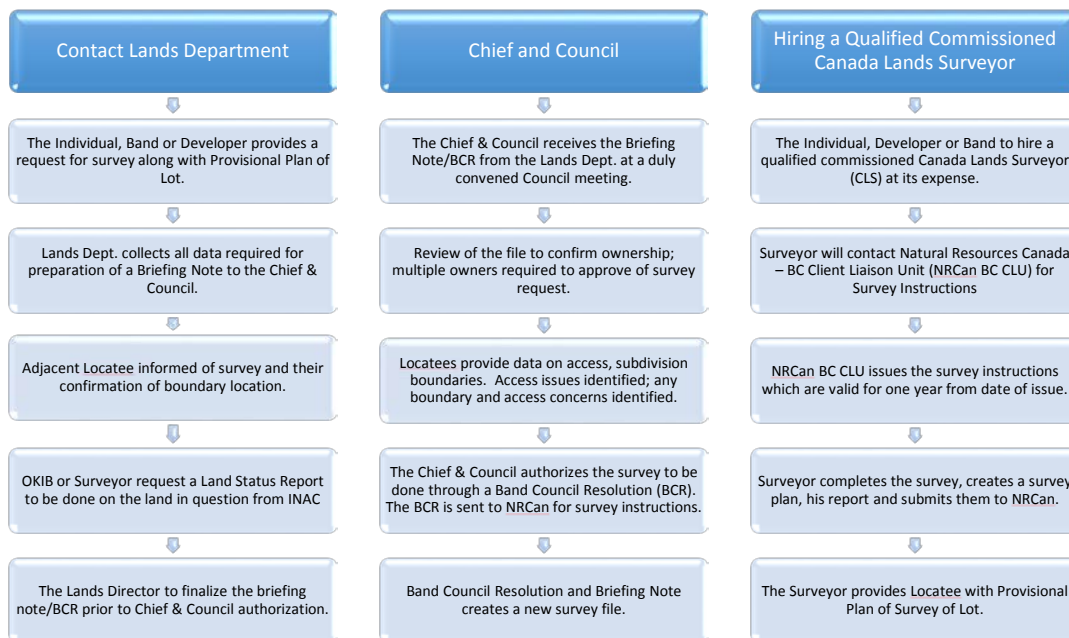 Contact Lands Department
The Individual, Band or Developer provides a
request for survey along with Provisional Plan of
Lot.
Lands Dept. collects all data required for
preparation of a Briefing Note to the Chief &
Council.
Adjacent Locatee informed of survey and their
confirmation of boundary location.
OKIB or Surveyor request a Land Status Report
to be done on the land in question from INAC
The Lands Director to finalize the briefing
note/BCR prior to Chief & Council authorization.
Chief and Council
The Chief & Council receives the Briefing
Note/BCR from the Lands Dept. at a duly
convened Council meeting.
Review of the file to confirm ownership;
multiple owners required to approve of survey
request.
Locatees provide data on access, subdivision
boundaries.  Access issues identified; any
boundary and access concerns identified.
The Chief & Council authorizes the survey to be
done through a Band Council Resolution (BCR).
The BCR is sent to NRCan for survey instructions.
Band Council Resolution and Briefing Note
creates a new survey file.
Hiring a Qualified Commissioned
Canada Lands Surveyor
The Individual, Developer or Band to hire a
qualified commissioned Canada Lands Surveyor
(CLS) at its expense.
Surveyor will contact Natural Resources Canada
– BC Client Liaison Unit (NRCan BC CLU) for
Survey Instructions
NRCan BC CLU issues the survey instructions
which are valid for one year from date of issue.
Surveyor completes the survey, creates a survey
plan, his report and submits them to NRCan.
The Surveyor provides Locatee with Provisional
Plan of Survey of Lot.